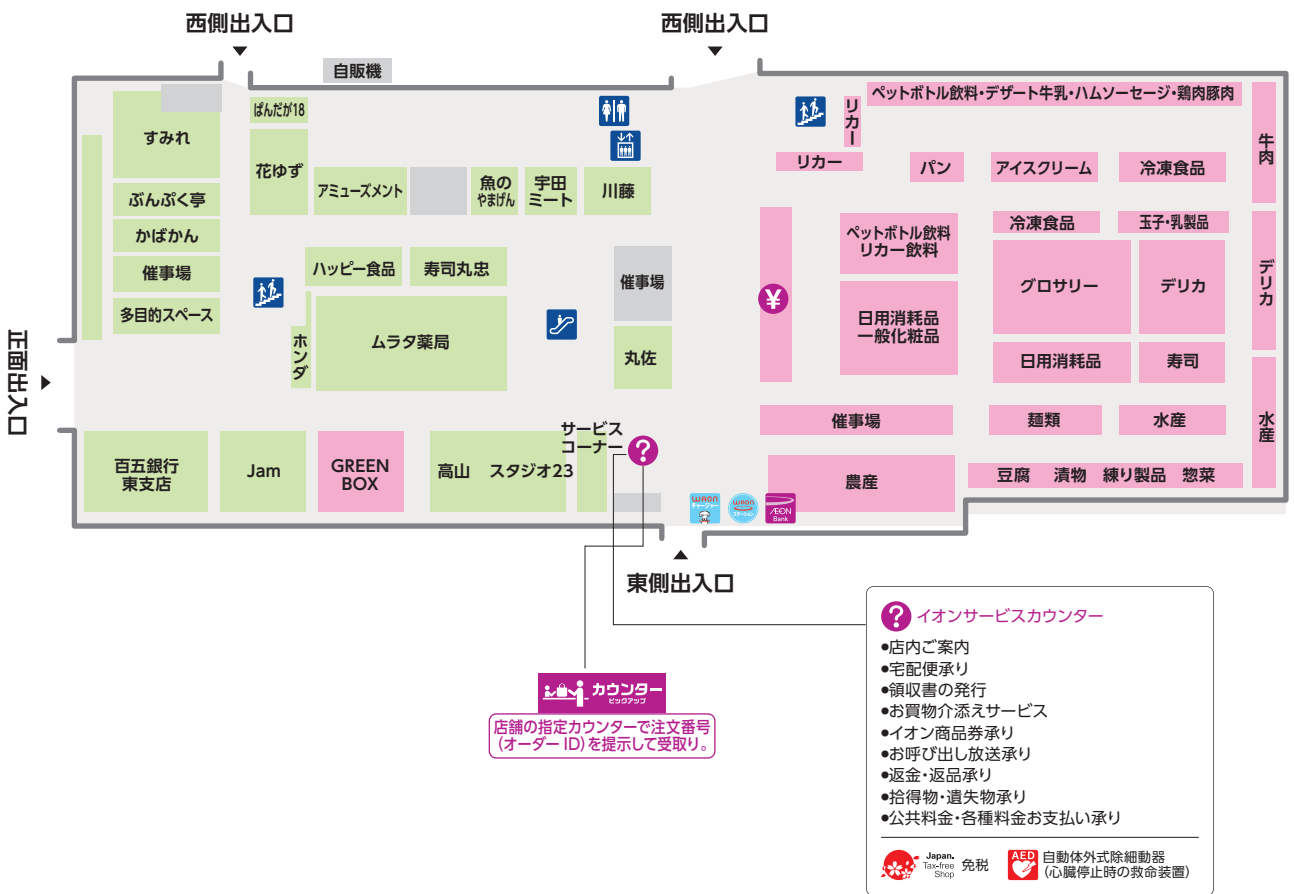 西側出入口
西側出入口
自販機
すみれ
ぱんだが18
花ゆず
ぶんぷく亭
かばかん
催事場
多目的スペース
アミューズメント
魚の
やまげん
宇田
ミート
川藤
ハッピー食品
寿司丸忠
催事場
ホンダ
ムラタ薬局
丸佐
正面出入口
百五銀行
東支店
Jam
GREEN
BOX
高山
スタジオ23
サービス
コーナー
?
ペットボトル飲料・デザート牛乳・ハムソーセージ・鶏肉豚肉
リカー
リカー
パン
アイスクリーム
冷凍食品
牛肉
ペットボトル飲料
リカー飲料
冷凍食品
玉子・乳製品
¥
グロサリー
デリカ
デリカ
日用消耗品
一般化粧品
日用消耗品
寿司
催事場
麺類
水産
水産
農産
豆腐 漬物 練り製品 惣菜
WAON
チャージャー
WAON
ステーション
ÆON
Bank
東側出入口
カウンター
ピックアップ
店舗の指定カウンターで注文番号
(オーダー ID)を提示して受取り。
? イオンサービスカウンター
●店内ご案内
●宅配便承り
●領収書の発行
●お買物介添えサービス
●イオン商品券承り
●お呼び出し放送承り
●返金・返品承り
●拾得物・遺失物承り
●公共料金・各種料金お支払い承り
Japan.
Tax-free
Shop
免税
AED
自動体外式除細動器
(心臓停止時の救命装置)